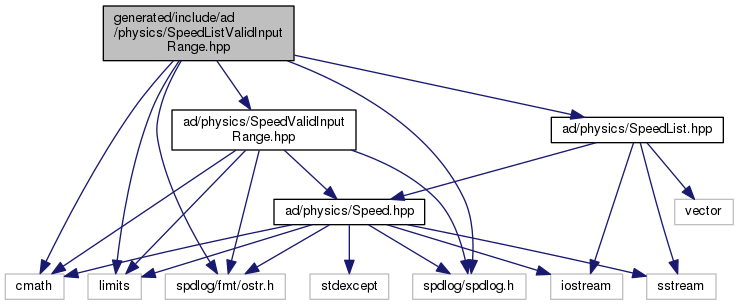 generated/include/ad
/physics/SpeedListValidInput
Range.hpp
ad/physics/SpeedValidInput
Range.hpp
ad/physics/SpeedList.hpp
ad/physics/Speed.hpp
vector
cmath
limits
spdlog/fmt/ostr.h
stdexcept
spdlog/spdlog.h
iostream
sstream